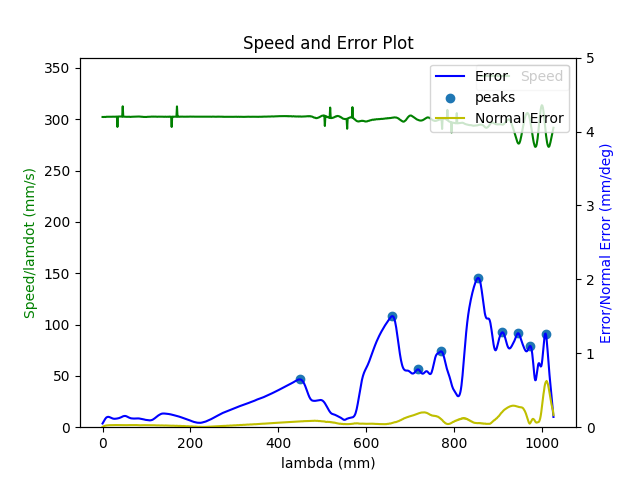 Speed and Error Plot
Speed
Error
peaks
Normal Error
Speed/lamdot (mm/s)
350
300
250
200
150
100
50
0
5
4
3
2
1
0
Error/Normal Error (mm/deg)
0
200
400
600
800
1000
lambda (mm)